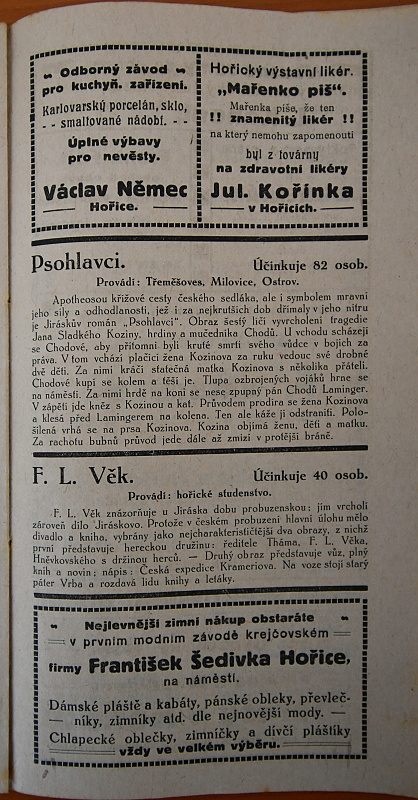 Odborný závod
pro kuchyň. zařízení.
Karlovarský porcelán, sklo,
- - smaltované nádobí. - -
Úplné výbavy
pro nevěsty.
Václav Němec
Hořice.
Hořický výstavní likér.
„Mařenko piš“.
Mařenka píše, že ten
!! znamenitý likér !!
na který nemohu zapomenouti
byl z továrny
na zdravotní likéry
Jul. Kořínka
v Hořicích.
Psohlavci. Účinkuje 82 osob.
Provádí: Třeměšoves, Milovice, Ostrov.
Apotheosou křížové cesty českého sedláka, ale i symbolem mravní
jeho síly a odhodlanosti, jež i za nejkrutších dob dřímaly v jeho nitru
je Jiráskův román „Psohlavci“. Obraz šestý líčí vyvrcholení tragedie
Jana Sladkého Koziny, hrdiny a mučedníka Chodů. U vchodu scházejí
se Chodové, aby přítomni byli kruté smrti svého vůdce v bojích za
práva. V tom vchází plačící žena Kozinova za ruku vedouc své drobné
dvě děti. Za nimi kráčí statečná matka Kozinova s několika přáteli.
Chodové kupí se kolem a těší je. Tlupa ozbrojených vojáků hrne se
na náměstí. Za nimi hrdě na koni se nese zpupný pán Chodů Laminger.
V zápětí jde kněz s Kozinou a kat. Průvodem prodírá se žena Kozinova
a klesá před Lamingerem na kolena. Ten ale káže ji odstraniti. Polo-
šílená vrhá se na prsa Kozinova. Kozina objímá ženu, děti a matku.
Za rachotu bubnů průvod jede dále až zmizí v protější bráně.
F. L. Věk. Účinkuje 40 osob.
Provádí: hořické studenstvo.
F. L. Věk znázorňuje u Jiráska dobu probuzenskou; jím vrcholí
zároveň dílo Jiráskovo. Protože v českém probuzení hlavní úlohu mělo
divadlo a kniha, vybrány jako nejcharakterističtější dva obrazy, z nichž
první představuje hereckou družinu: ředitele Tháma, F. L. Věka,
Hněvkovského s držinou herců. — Druhý obraz představuje vůz, plný
knih a novin; nápis: Česká expedice Krameriova. Na voze stojí starý
páter Vrba a rozdává lidu knihy a letáky.
Nejlevnější zimní nákup obstaráte
v prvním modním závodě krejčovském
firmy František Šedivka Hořice,
na náměstí.
Dámské pláště a kabáty, pánské obleky, převleč-
— níky, zimníky atd. dle nejnovější mody. —
Chlapecké oblečky, zimníčky a dívčí pláštíky
vždy ve velkém výběru.